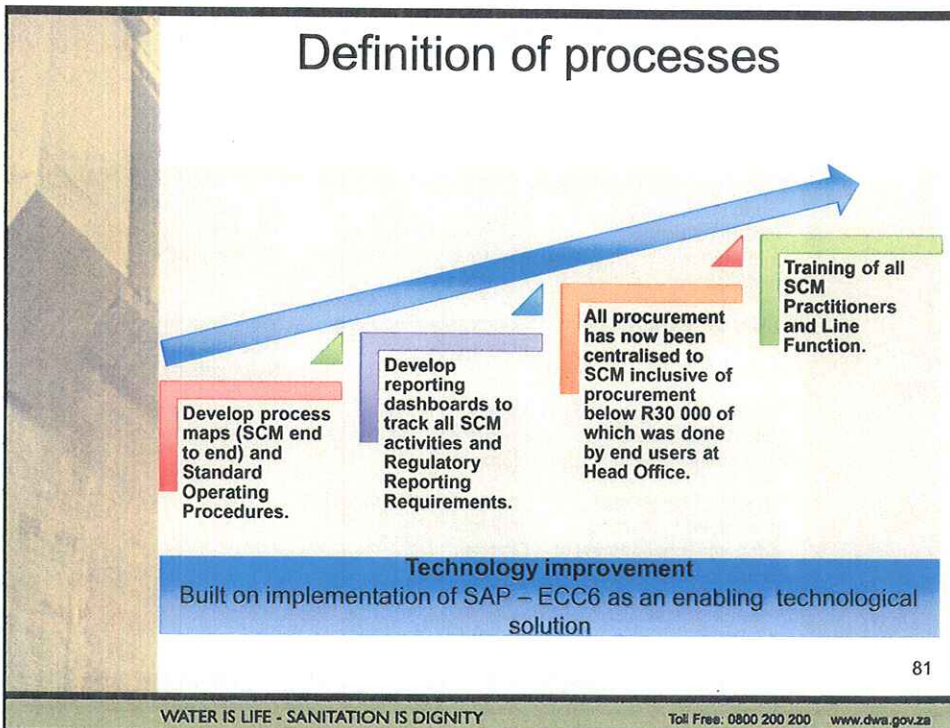 Definition of processes
Develop process
maps (SCM end
to end) and
Standard
Operating
Procedures.
Develop
reporting
dashboards to
track all SCM
activities and
Regulatory
Reporting
Requirements.
All procurement
has now been
centralised to
SCM inclusive of
procurement
below R30 000 of
which was done
by end users at
Head Office.
Training of all
SCM
Practitioners
and Line
Function.
Technology improvement
Built on implementation of SAP – ECC6 as an enabling technological
solution
81
WATER IS LIFE - SANITATION IS DIGNITY
Toll Free: 0800 200 200 www.dwa.gov.za